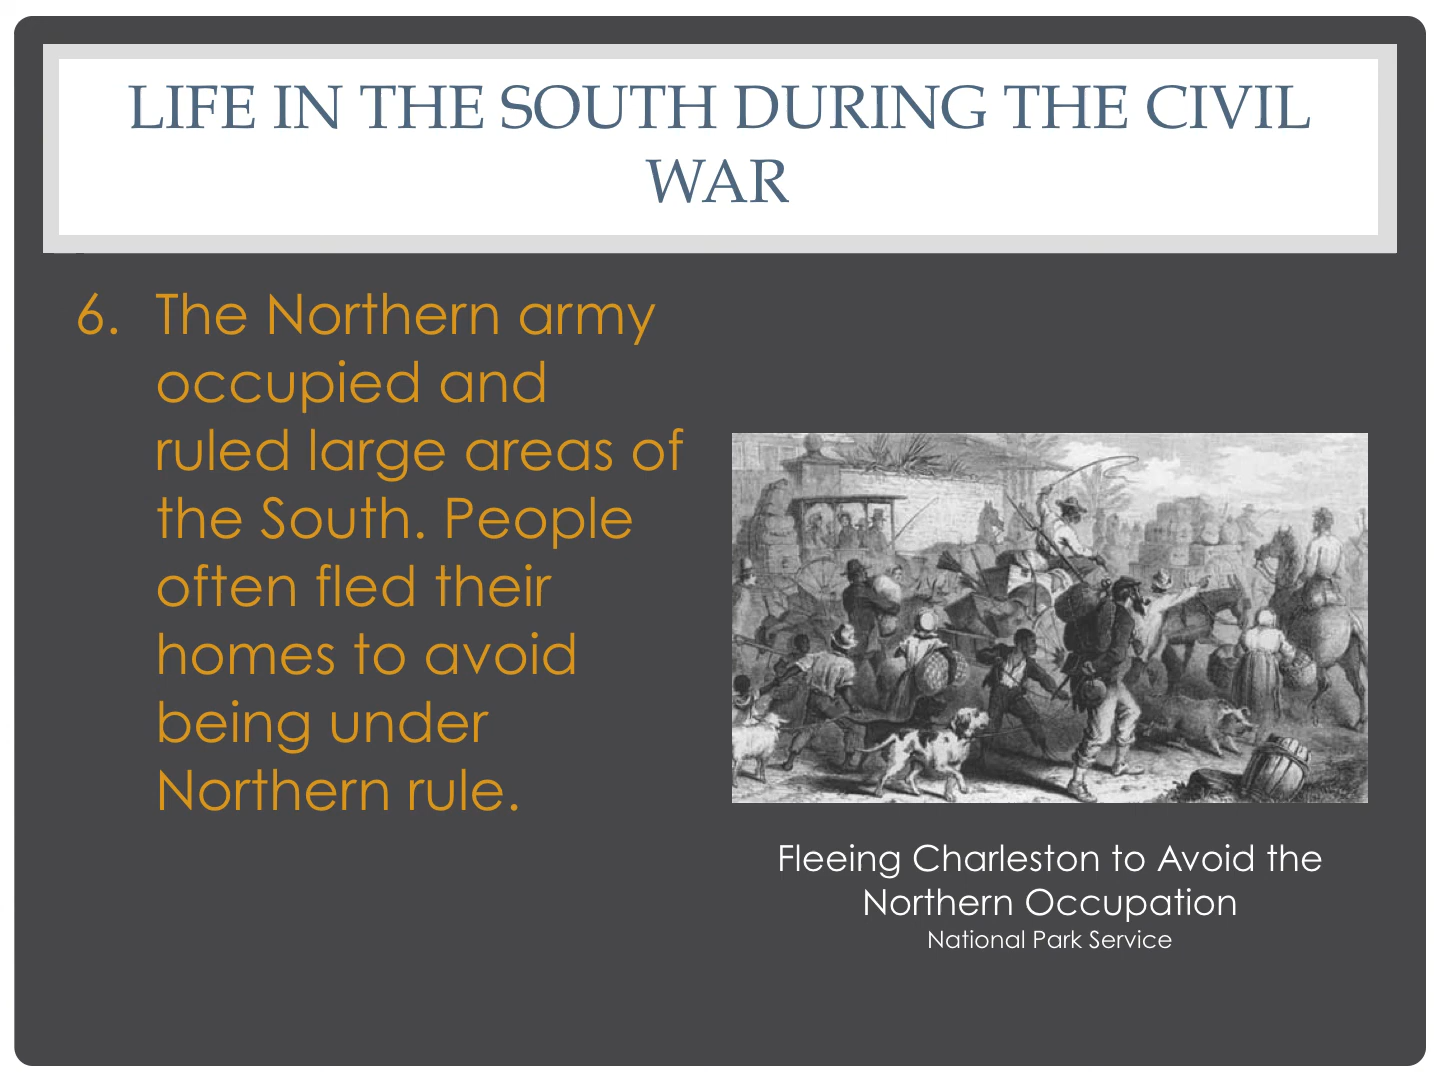 LIFE IN THE SOUTH DURING THE CIVIL
WAR
6. The Northern army
occupied and
ruled large areas of
the South. People
often fled their
homes to avoid
being under
Northern rule.
Fleeing Charleston to Avoid the
Northern Occupation
National Park Service